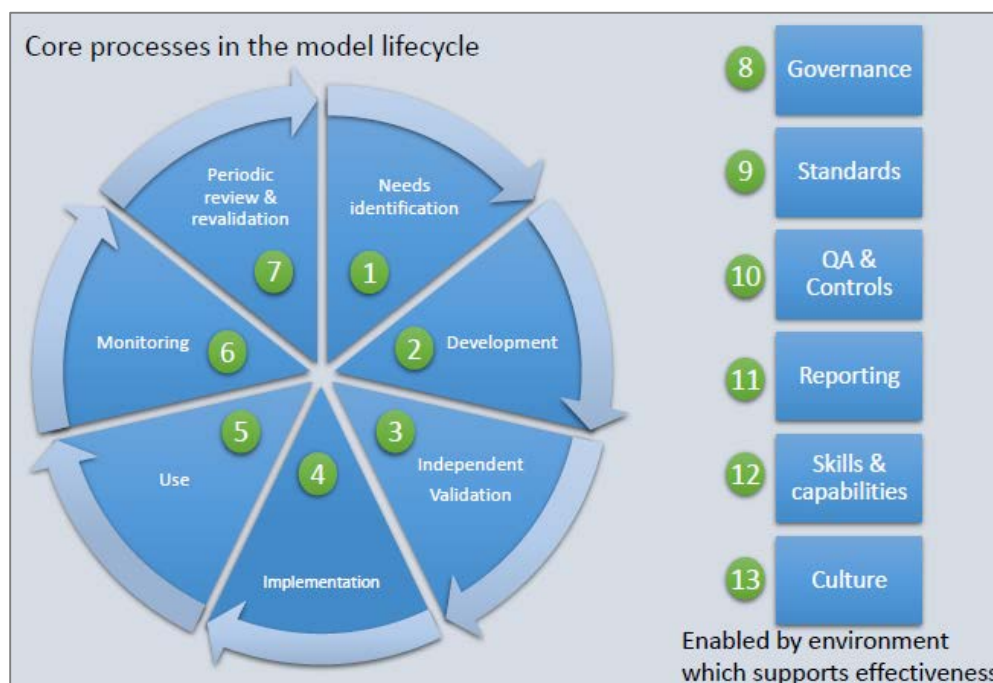 Core processes in the model lifecycle
Periodic
review &
revalidation
7
Needs
identification
1
Monitoring
6
2
Development
Use
5
3
Independent
Validation
4
Implementation
8
Governance
9
Standards
10
QA &
Controls
11
Reporting
12
Skills &
capabilities
13
Culture
Enabled by environment
which supports effectiveness